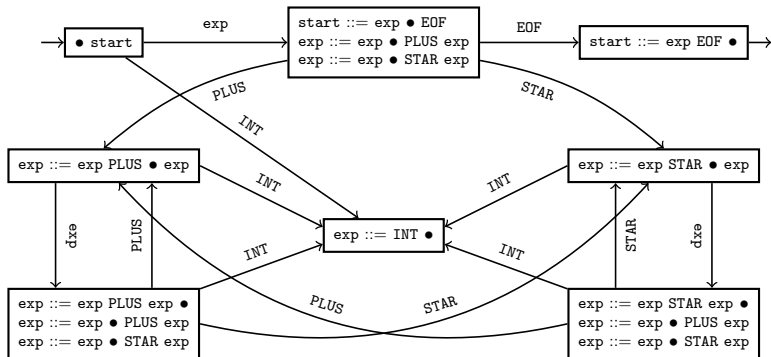 exp
start ::= exp ● EOF
exp ::= exp ● PLUS exp
exp ::= exp ● STAR exp
● start
EOF
start ::= exp EOF ●
PLUS
STAR
INT
exp ::= exp PLUS ● exp
exp ::= exp STAR ● exp
INT
INT
exp
PLUS
exp ::= INT ●
STAR
exp
INT
INT
exp ::= exp PLUS exp ●
exp ::= exp ● PLUS exp
exp ::= exp ● STAR exp
PLUS
STAR
exp ::= exp STAR exp ●
exp ::= exp ● PLUS exp
exp ::= exp ● STAR exp